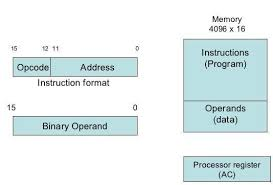 Memory
4096 x 16
15 12 11 0
Opcode Address
Instruction format
15 0
Binary Operand
Instructions
(Program)
Operands
(data)
Processor register
(AC)